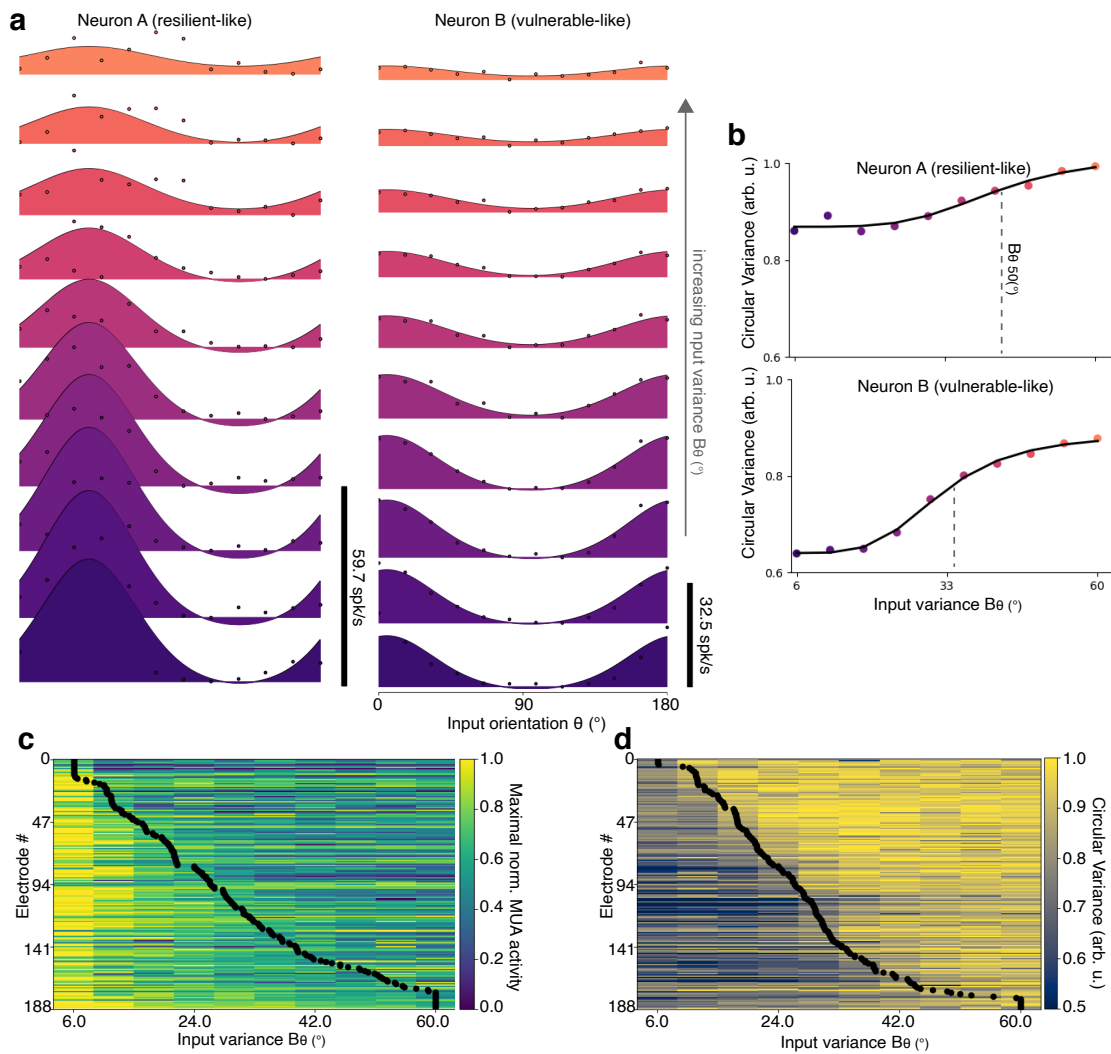 a
Neuron A (resilient-like)
Neuron B (vulnerable-like)
increasing nput variance Bθ (°)
59.7 spk/s
32.5 spk/s
0
90
180
Input orientation θ (°)
b
Neuron A (resilient-like)
Circular Variance (arb. u.)
1.0
0.8
0.6
Bθ 50(°)
Neuron B (vulnerable-like)
Circular Variance (arb. u.)
1.0
0.8
0.6
6
33
60
Input variance Bθ (°)
c
Electrode #
0
47
94
141
188
6.0
24.0
42.0
60.0
Input variance Bθ (°)
1.0
0.8
0.6
0.4
0.2
0.0
Maximal norm. MUA activity
d
Electrode #
0
47
94
141
188
6.0
24.0
42.0
60.0
Input variance Bθ (°)
1.0
0.9
0.8
0.7
0.6
0.5
Circular Variance (arb. u.)